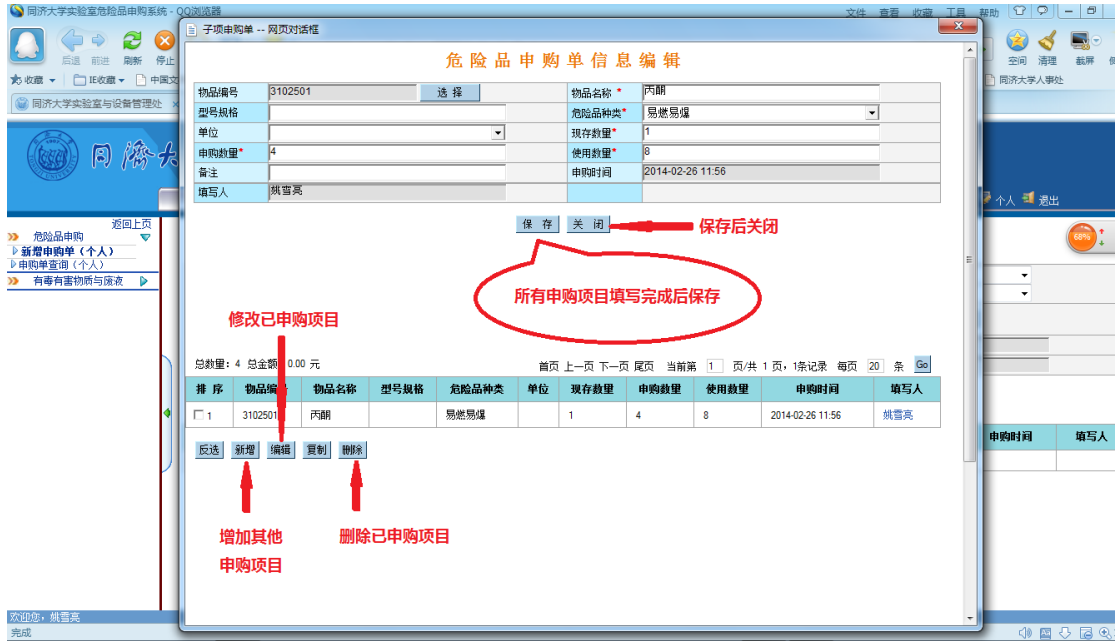 同济大学实验室危险品申购系统 - QQ浏览器
文件 查看 收藏 工具 帮助
子项申购单 -- 网页对话框
后退 前进 刷新 停止
空间 清理 截屏
收藏 IE收藏 中国文
同济大学人事处
同济大学实验室与设备管理处
危险品申购单信息编辑
物品编号 3102501 选 择 物品名称 * 丙酮
型号规格 危险品种类* 易燃易爆
单位 现存数量* 1
申购数量* 4 使用数量* 8
备注 申购时间 2014-02-26 11:56
填写人 姚雪亮
同濟大
个人 退出
保 存 关 闭 保存后关闭
返回上页
危险品申购
新增申购单（个人）
申购单查询（个人）
有毒有害物质与废液
68%
所有申购项目填写完成后保存
修改已申购项目
总数量: 4 总金额 0.00 元 首页 上一页 下一页 尾页 当前第 1 页/共 1 页, 1条记录 每页 20 条 Go
排 序 物品编号 物品名称 型号规格 危险品种类 单位 现存数量 申购数量 使用数量 申购时间 填写人
1 3102501 丙酮 易燃易爆 1 4 8 2014-02-26 11:56 姚雪亮
反选 新增 编辑 复制 删除
申购时间 填写人
增加其他
申购项目
删除已申购项目
欢迎您，姚雪亮
完成